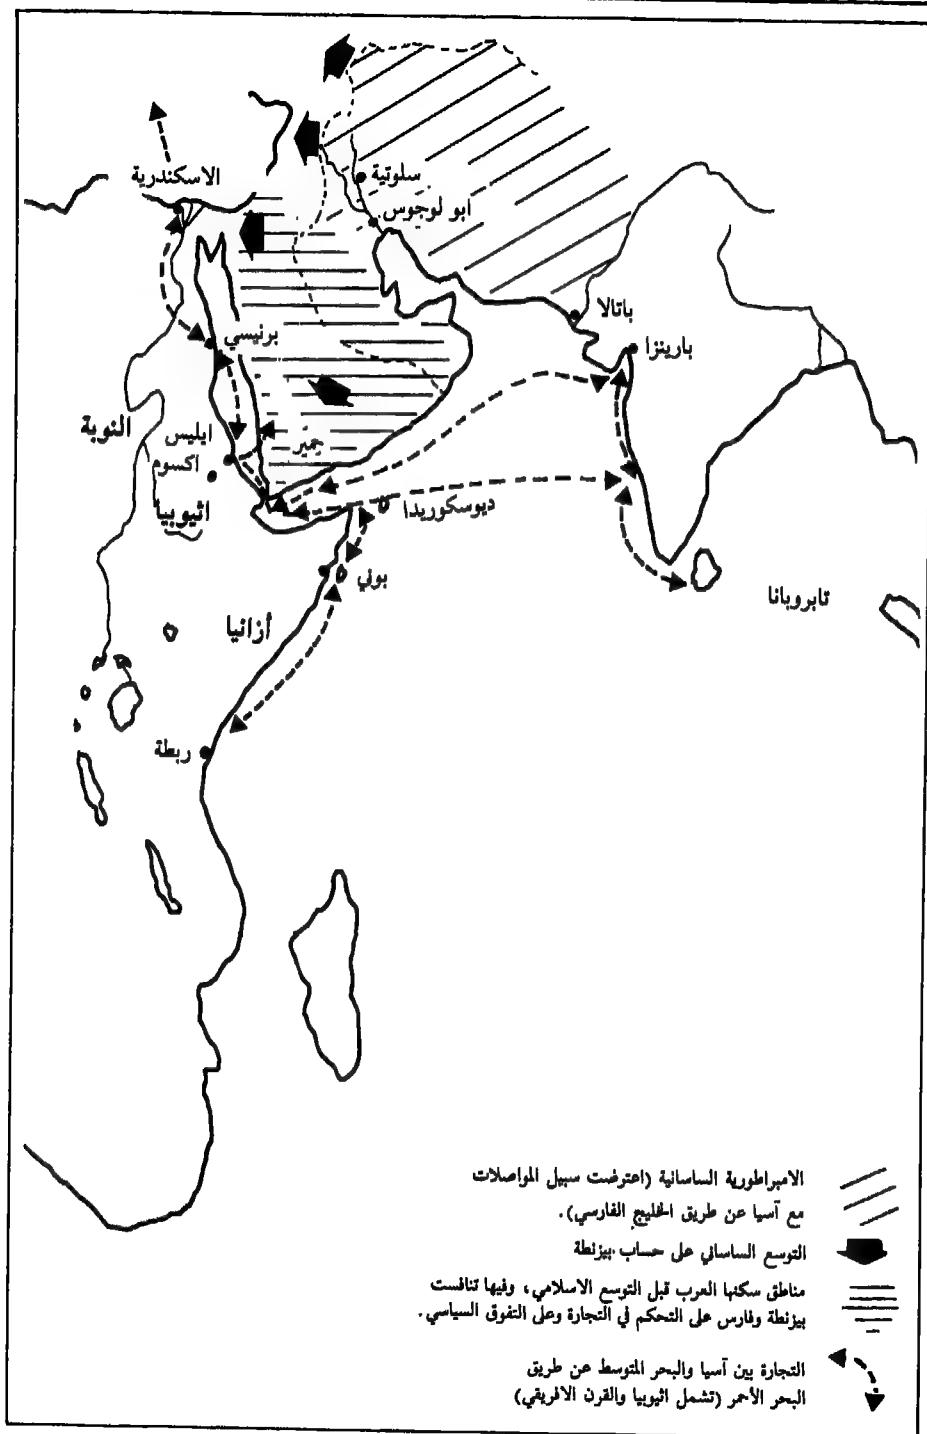 الاسكندرية
سلوتية
ابو لوجوس
باتالا
بارينزا
برنيسي
النوبة
ايليس
اكسوم
حمير
اثيوبيا
ديوسكوريدا
بوني
تابروبانا
أزانيا
ربطة
الامبراطورية الساسانية (اعترضت سبيل المواصلات
مع آسيا عن طريق الخليج الفارسي).
التوسع الساساني على حساب بيزنطة
مناطق سكنها العرب قبل التوسع الاسلامي، وفيها تنافست
بيزنطة وفارس على التحكم في التجارة وعلى التفوق السياسي.
التجارة بين آسيا والبحر المتوسط عن طريق
البحر الأحمر (تشمل اثيوبيا والقرن الافريقي)